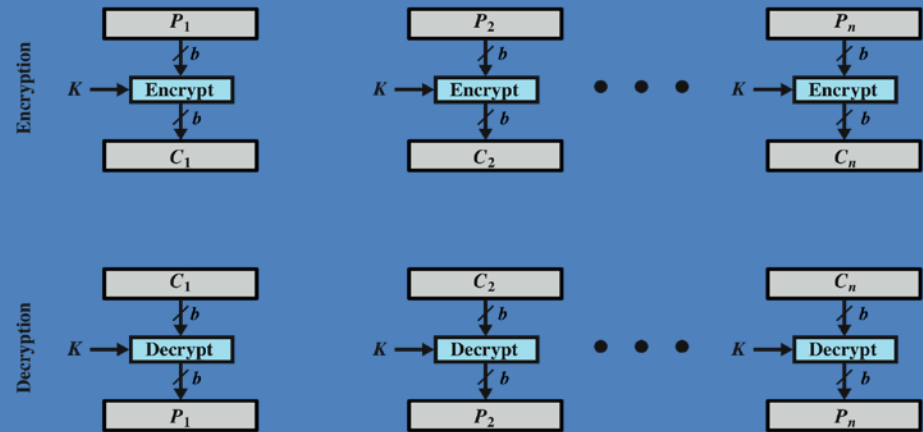 P1 P2 Pn
b b b
Encryption
K Encrypt K Encrypt K Encrypt
b b b
C1 C2 Cn
C1 C2 Cn
b b b
Decryption
K Decrypt K Decrypt K Decrypt
b b b
P1 P2 Pn